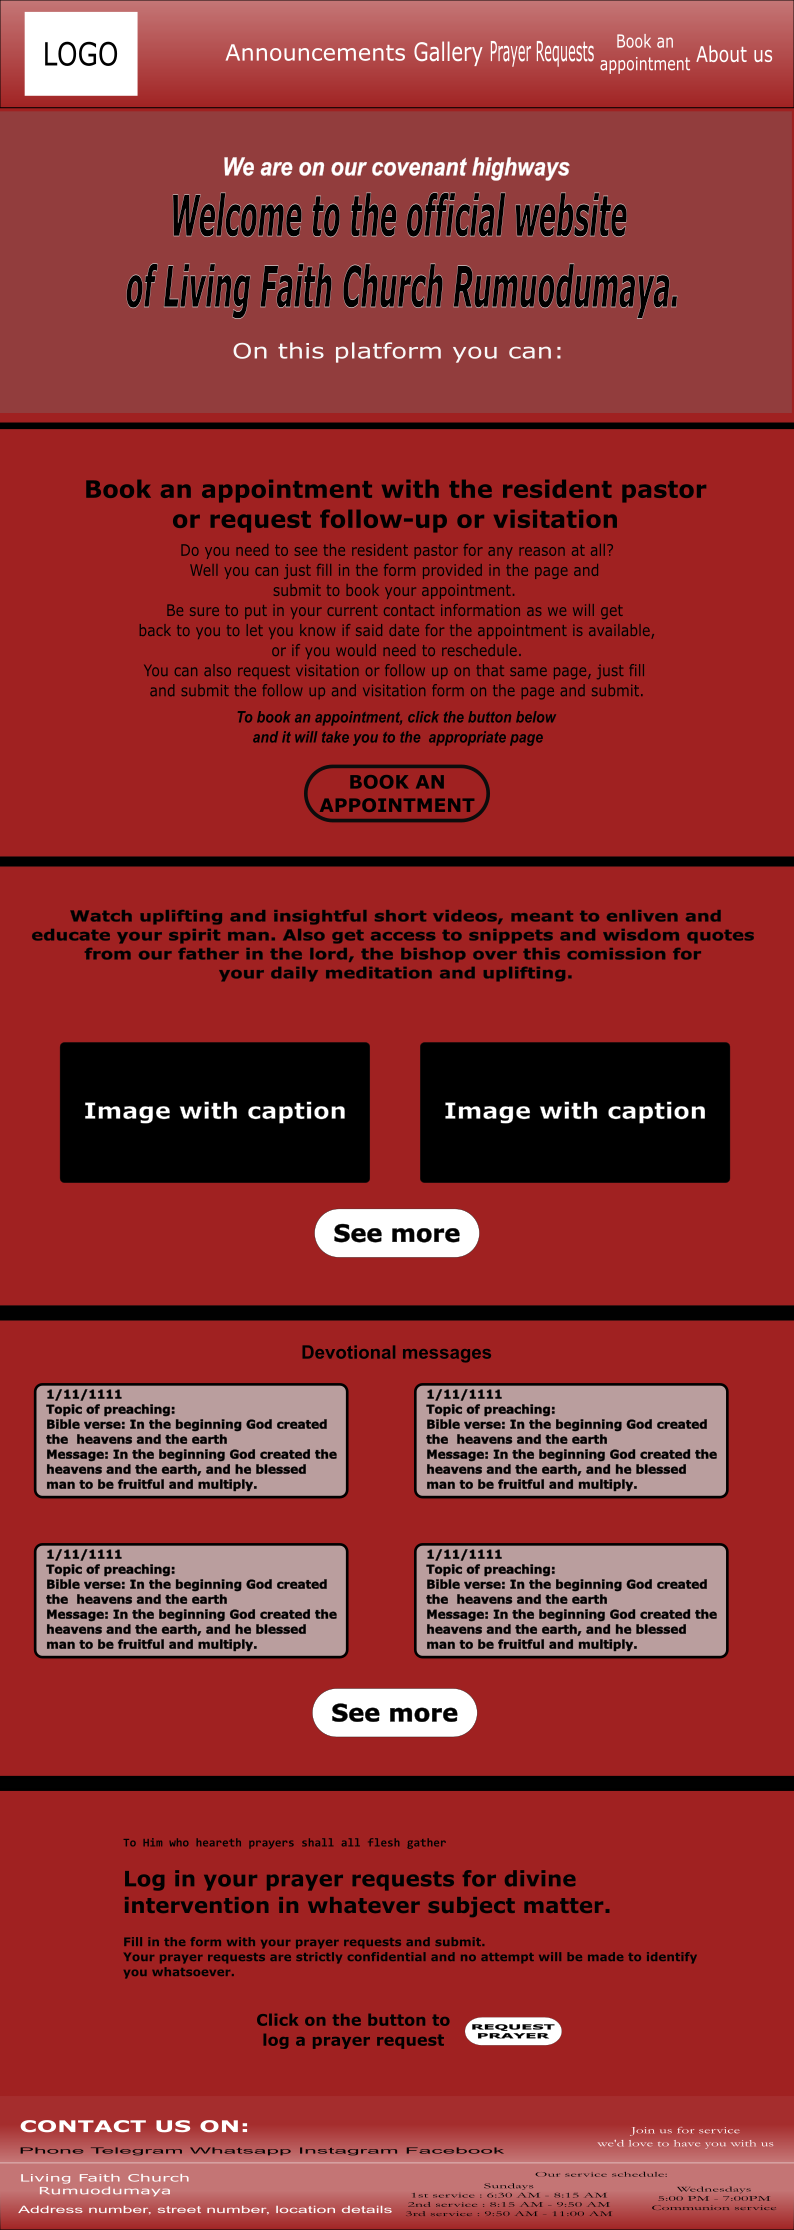 LOGO
Announcements Gallery Prayer Requests Book an appointment About us
We are on our covenant highways
Welcome to the official website
of Living Faith Church Rumuodumaya.
On this platform you can:
Book an appointment with the resident pastor
or request follow-up or visitation
Do you need to see the resident pastor for any reason at all?
Well you can just fill in the form provided in the page and
submit to book your appointment.
Be sure to put in your current contact information as we will get
back to you to let you know if said date for the appointment is available,
or if you would need to reschedule.
You can also request visitation or follow up on that same page, just fill
and submit the follow up and visitation form on the page and submit.
To book an appointment, click the button below
and it will take you to the appropriate page
BOOK AN
APPOINTMENT
Watch uplifting and insightful short videos, meant to enliven and
educate your spirit man. Also get access to snippets and wisdom quotes
from our father in the lord, the bishop over this comission for
your daily meditation and uplifting.
Image with caption
Image with caption
See more
Devotional messages
1/11/1111
Topic of preaching:
Bible verse: In the beginning God created
the heavens and the earth
Message: In the beginning God created the
heavens and the earth, and he blessed
man to be fruitful and multiply.
1/11/1111
Topic of preaching:
Bible verse: In the beginning God created
the heavens and the earth
Message: In the beginning God created the
heavens and the earth, and he blessed
man to be fruitful and multiply.
1/11/1111
Topic of preaching:
Bible verse: In the beginning God created
the heavens and the earth
Message: In the beginning God created the
heavens and the earth, and he blessed
man to be fruitful and multiply.
1/11/1111
Topic of preaching:
Bible verse: In the beginning God created
the heavens and the earth
Message: In the beginning God created the
heavens and the earth, and he blessed
man to be fruitful and multiply.
See more
To Him who heareth prayers shall all flesh gather
Log in your prayer requests for divine
intervention in whatever subject matter.
Fill in the form with your prayer requests and submit.
Your prayer requests are strictly confidential and no attempt will be made to identify
you whatsoever.
Click on the button to
log a prayer request
REQUEST
PRAYER
CONTACT US ON:
Phone Telegram Whatsapp Instagram Facebook
Join us for service
we'd love to have you with us
Living Faith Church
Rumuodumaya
Address number, street number, location details
Our service schedule:
Sundays
1st service : 6:30 AM - 8:15 AM
2nd service : 8:15 AM - 9:50 AM
3rd service : 9:50 AM - 11:00 AM
Wednesdays
5:00 PM - 7:00PM
Communion service